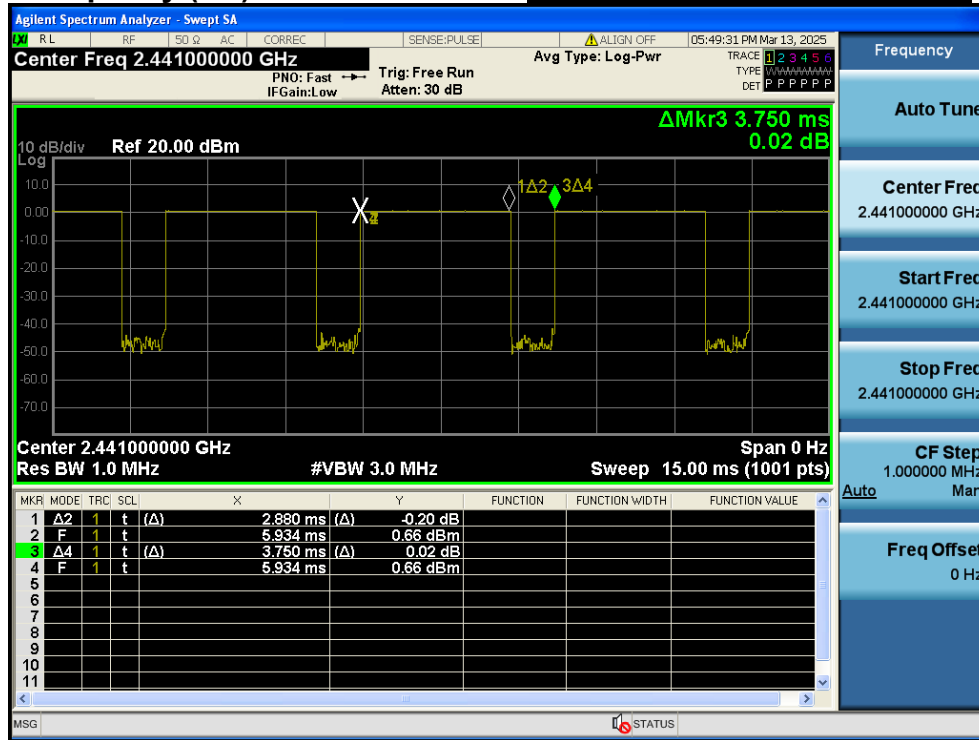 Agilent Spectrum Analyzer - Swept SA
LXI RL RF 50 Ω AC CORREC SENSE:PULSE ALIGN OFF 05:49:31 PM Mar 13, 2025
Center Freq 2.441000000 GHz Avg Type: Log-Pwr TRACE 1 2 3 4 5 6
PNO: Fast Trig: Free Run TYPE
IFGain:Low Atten: 30 dB DET P P P P P P
Frequency
ΔMkr3 3.750 ms
0.02 dB
10 dB/div Ref 20.00 dBm
Log
10.0
0.00
-10.0
-20.0
-30.0
-40.0
-50.0
-60.0
-70.0
1Δ2 3Δ4
X
Center 2.441000000 GHz Span 0 Hz
Res BW 1.0 MHz #VBW 3.0 MHz Sweep 15.00 ms (1001 pts)
MKR MODE TRC SCL X Y FUNCTION FUNCTION WIDTH FUNCTION VALUE
1 Δ2 1 t (Δ) 2.880 ms (Δ) -0.20 dB
2 F 1 t 5.934 ms 0.66 dBm
3 Δ4 1 t (Δ) 3.750 ms (Δ) 0.02 dB
4 F 1 t 5.934 ms 0.66 dBm
5
6
7
8
9
10
11
MSG STATUS
Auto Tune
Center Freq
2.441000000 GHz
Start Freq
2.441000000 GHz
Stop Freq
2.441000000 GHz
CF Step
1.000000 MHz
Auto Man
Freq Offset
0 Hz